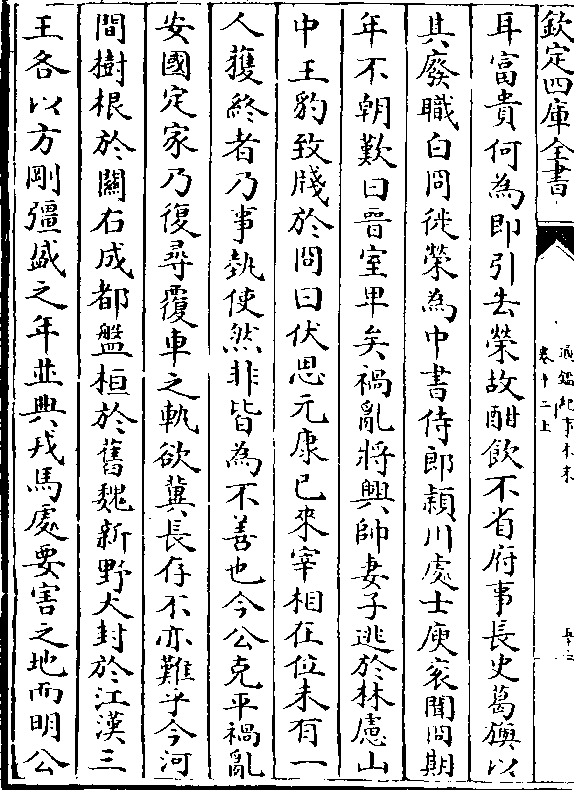 欽定四庫全書
通鑑紀事本末
卷十二上
耳富貴何為即引去榮故酣飲不省府事長史葛旟以
其廢職白冏徙榮為中書侍郎潁川處士庾衮聞冏期
年不朝歎曰晉室卑矣禍亂將興帥妻子逃於林慮山
中王豹致牋於冏曰伏思元康已來宰相在位未有一
人獲終者乃事埶使然非皆為不善也今公克平禍亂
安國定家乃復尋覆車之軌欲冀長存不亦難乎今河
間樹根於關右成都盤桓於舊魏新野大封於江漢三
王各以方剛彊盛之年並典戎馬處要害之地而明公